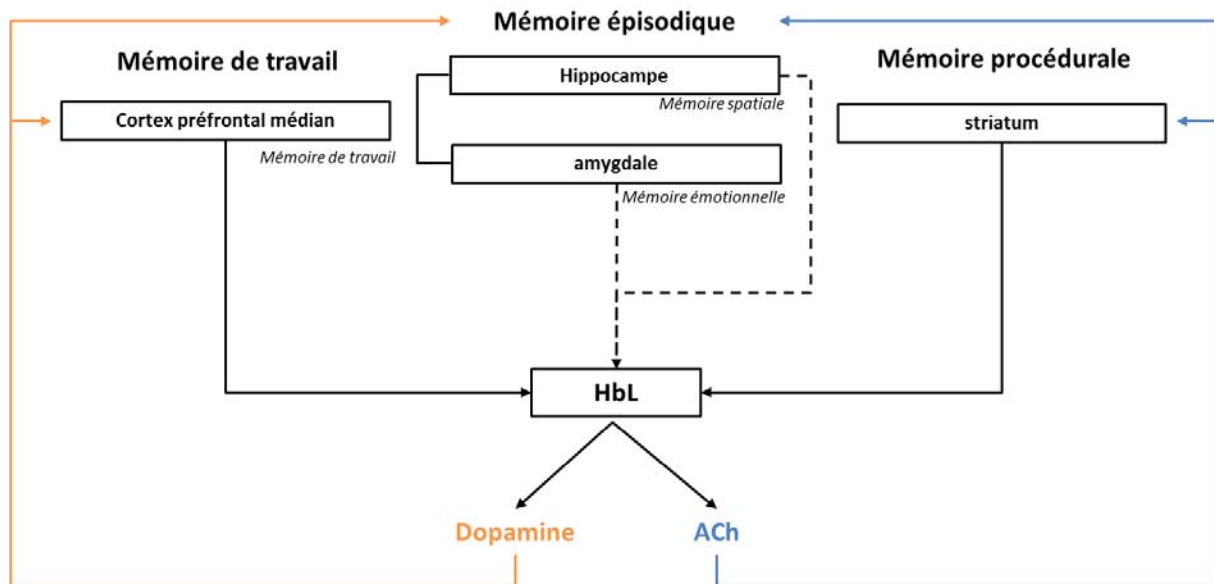 Mémoire épisodique
Mémoire de travail
Mémoire procédurale
Hippocampe
Mémoire spatiale
Cortex préfrontal médian
striatum
Mémoire de travail
amygdale
Mémoire émotionnelle
HbL
Dopamine
ACh